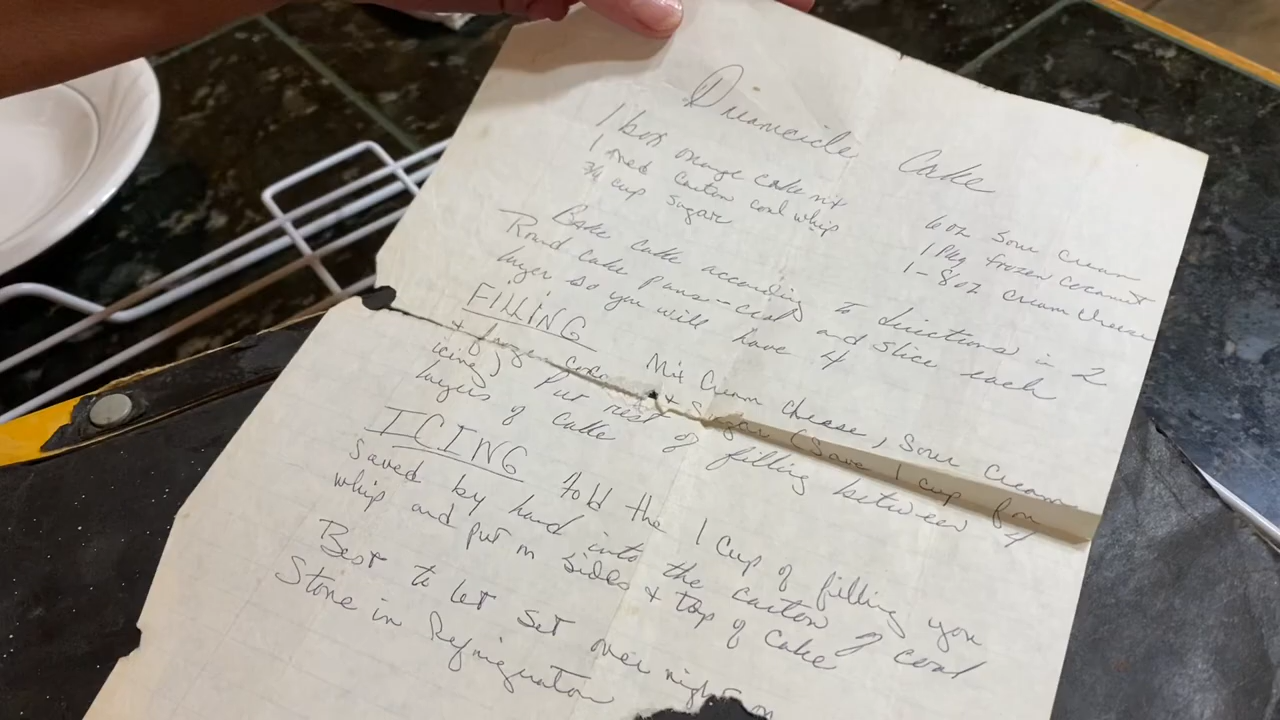 Dreamcicle Cake
1 box orange cake mix
1 med carton cool whip
3/4 cup sugar
6 oz sour cream
1 pkg frozen coconut
1 - 8 oz cream cheese
Bake cake according to directions in 2
Round cake pans - cool and slice each
layer so you will have 4
FILLING Mix Cream cheese, Sour Cream
+ frozen coconut + Sugar (Save 1 cup for
icing) Put rest of filling between 4
layers of cake
ICING fold the 1 cup of filling you
saved by hand into the carton of cool
whip and put on sides + top of cake
Best to let set over night
Store in Refrigerator